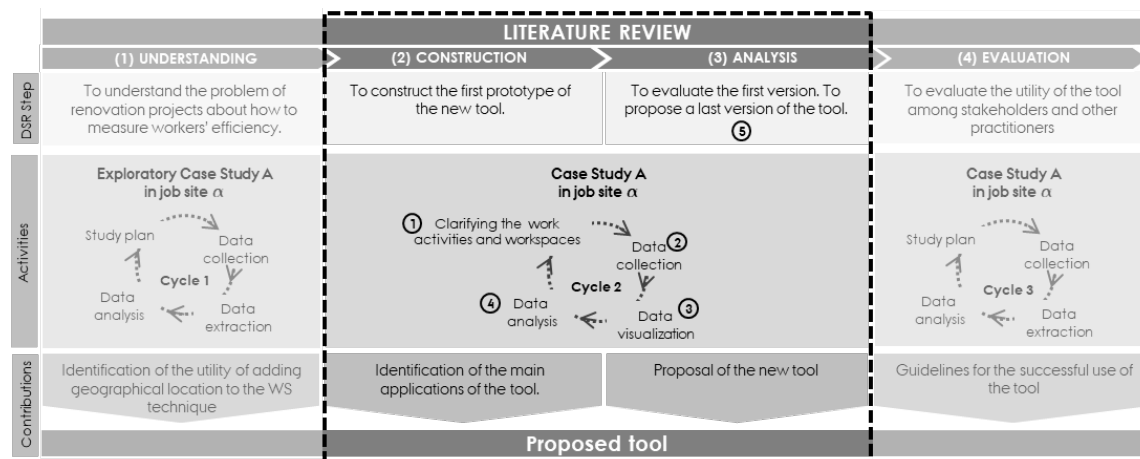 LITERATURE REVIEW
(1) UNDERSTANDING
(2) CONSTRUCTION
(3) ANALYSIS
(4) EVALUATION
DSR Step
To understand the problem of
renovation projects about how to
measure workers' efficiency.
To construct the first prototype of
the new tool.
To evaluate the first version. To
propose a last version of the tool.
5
To evaluate the utility of the tool
among stakeholders and other
practitioners
Activities
Exploratory Case Study A
in job site α
Study plan
Data
collection
Cycle 1
Data
analysis
Data
extraction
Case Study A
in job site α
1 Clarifying the work
activities and workspaces
Data 2
collection
Cycle 2
4 Data
analysis
Data 3
visualization
Case Study A
in job site α
Study plan
Data
collection
Cycle 3
Data
analysis
Data
extraction
Contributions
Identification of the utility of adding
geographical location to the WS
technique
Identification of the main
applications of the tool.
Proposal of the new tool
Guidelines for the successful use of
the tool
Proposed tool